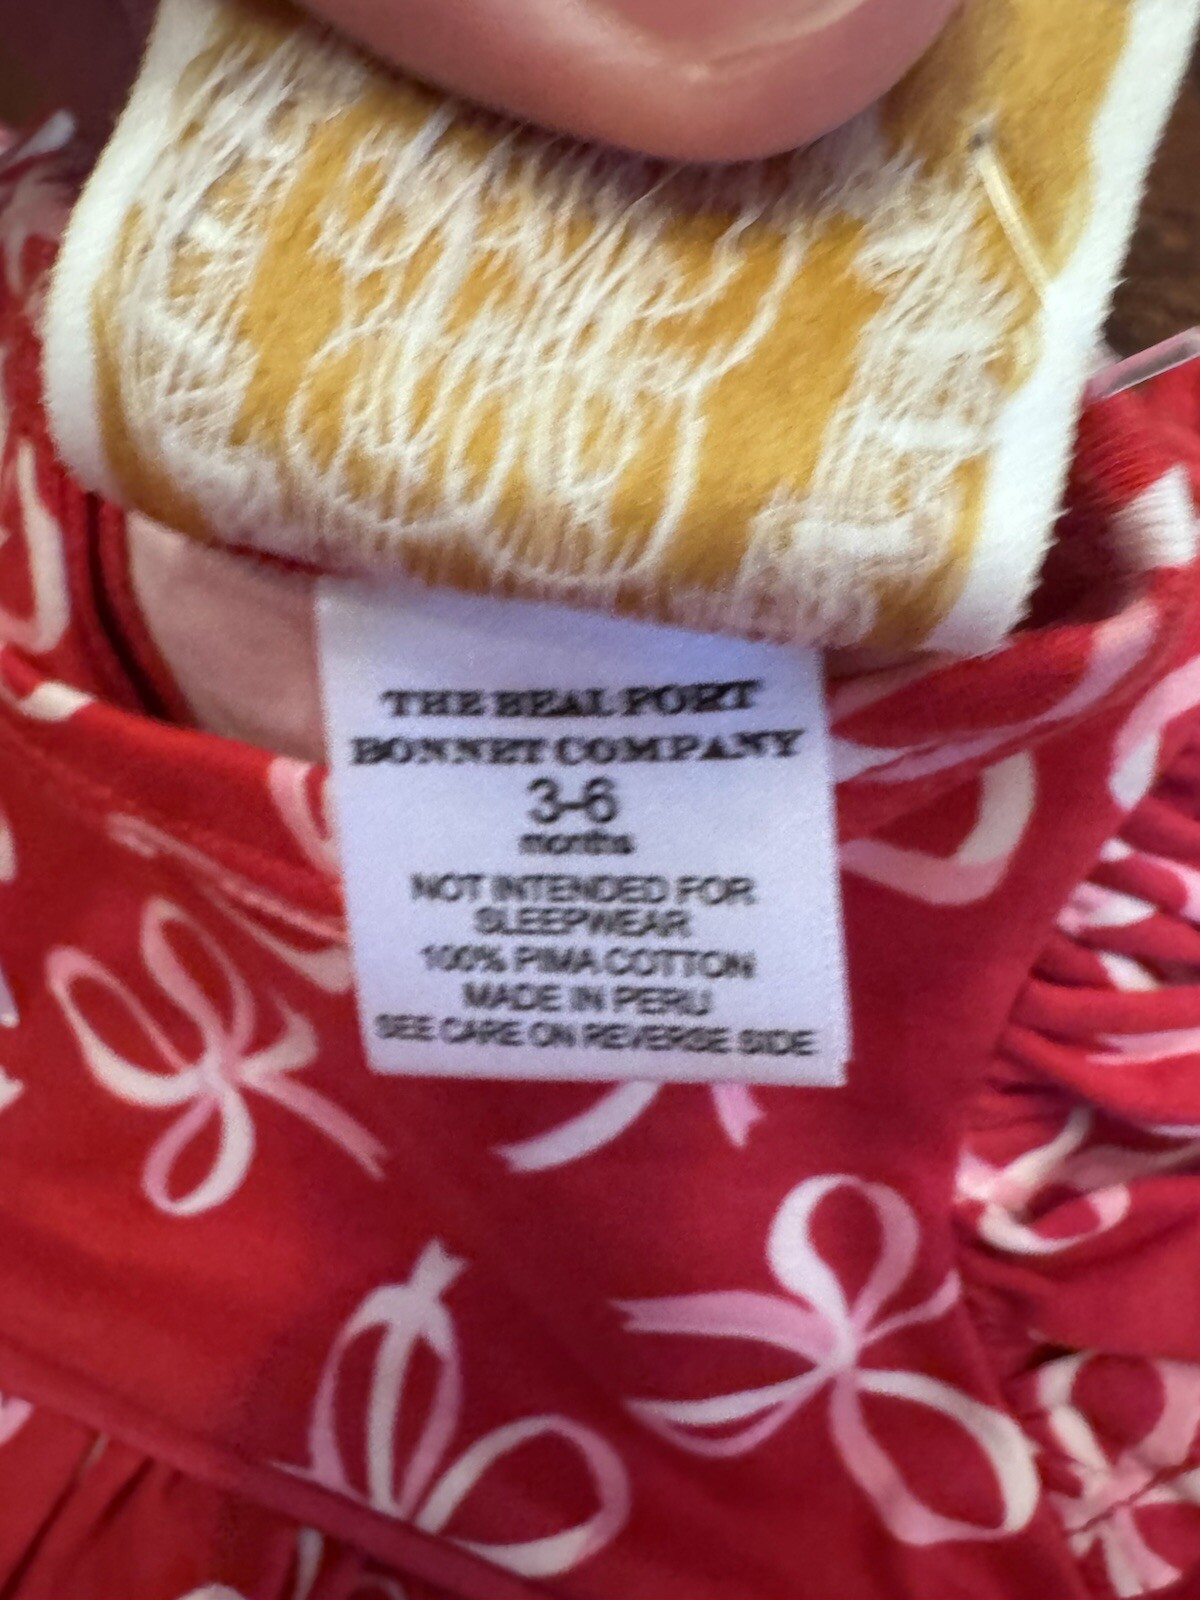 THE BEAUFORT
BONNET COMPANY
3-6
months
NOT INTENDED FOR
SLEEPWEAR
100% PIMA COTTON
MADE IN PERU
SEE CARE ON REVERSE SIDE